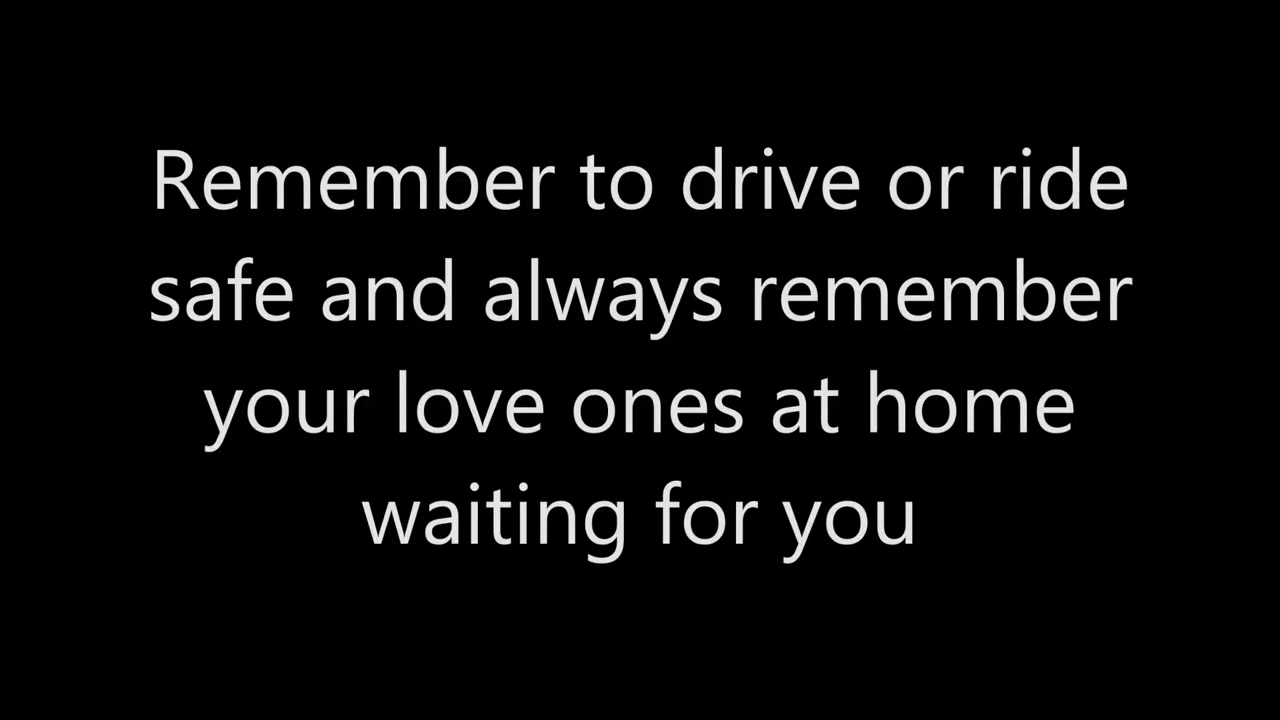 Remember to drive or ride
safe and always remember
your love ones at home
waiting for you